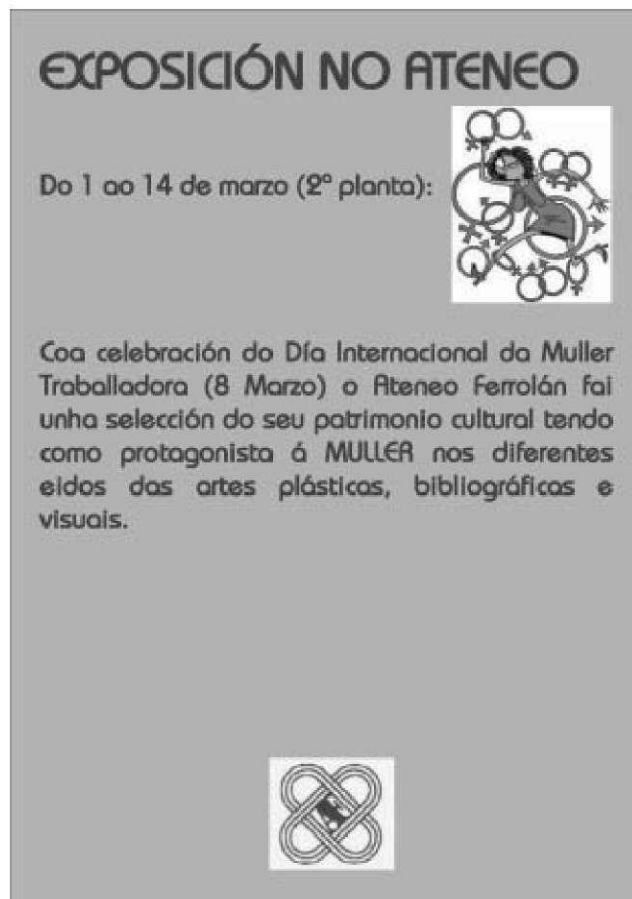 EXPOSICIÓN NO ATENEO
Do 1 ao 14 de marzo (2ª planta):
Coa celebración do Día Internacional da Muller
Traballadora (8 Marzo) o Ateneo Ferrolán fai
unha selección do seu patrimonio cultural tendo
como protagonista á MULLER nos diferentes
eidos das artes plásticas, bibliográficas e
visuais.